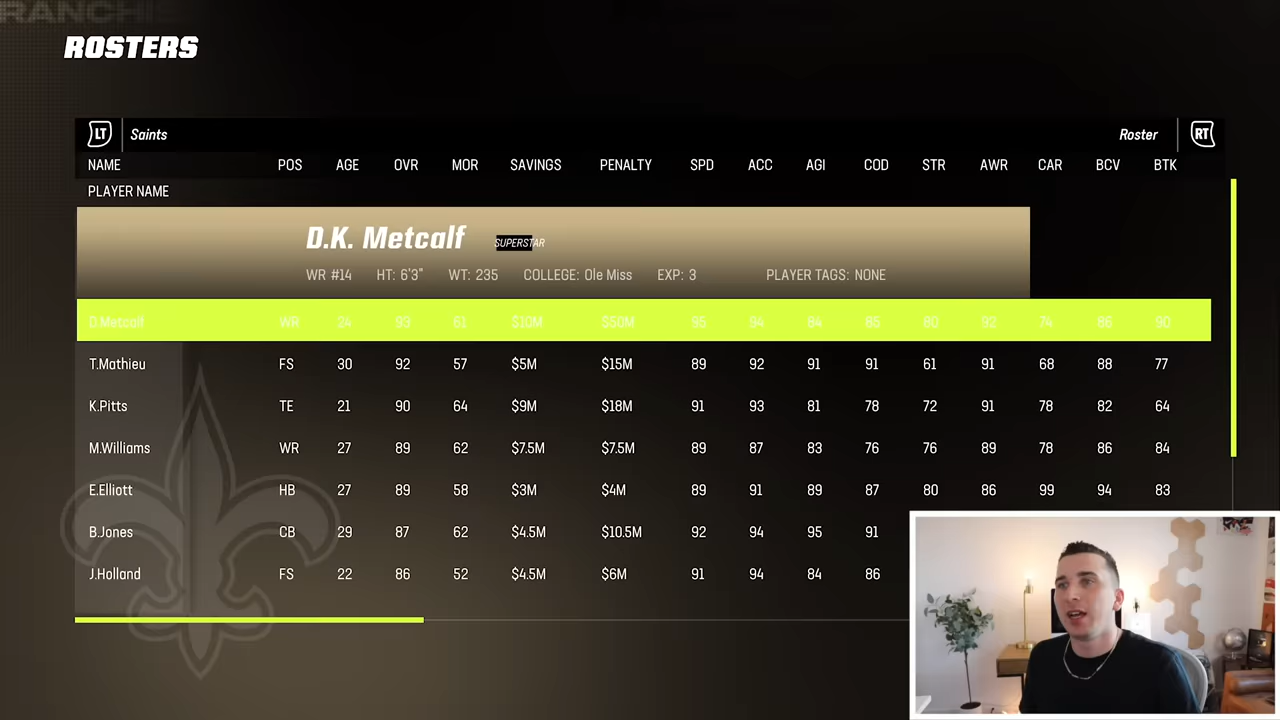 RANCHIS
ROSTERS
LT Saints Roster RT
NAME POS AGE OVR MOR SAVINGS PENALTY SPD ACC AGI COD STR AWR CAR BCV BTK
PLAYER NAME
D.K. Metcalf SUPERSTAR
WR #14 HT: 6'3" WT: 235 COLLEGE: Ole Miss EXP: 3 PLAYER TAGS: NONE
D.Metcalf WR 24 93 61 $10M $50M 95 94 84 85 80 92 74 86 90
T.Mathieu FS 30 92 57 $5M $15M 89 92 91 91 61 91 68 88 77
K.Pitts TE 21 90 64 $9M $18M 91 93 81 78 72 91 78 82 64
M.Williams WR 27 89 62 $7.5M $7.5M 89 87 83 76 76 89 78 86 84
E.Elliott HB 27 89 58 $3M $4M 89 91 89 87 80 86 99 94 83
B.Jones CB 29 87 62 $4.5M $10.5M 92 94 95 91
J.Holland FS 22 86 52 $4.5M $6M 91 94 84 86